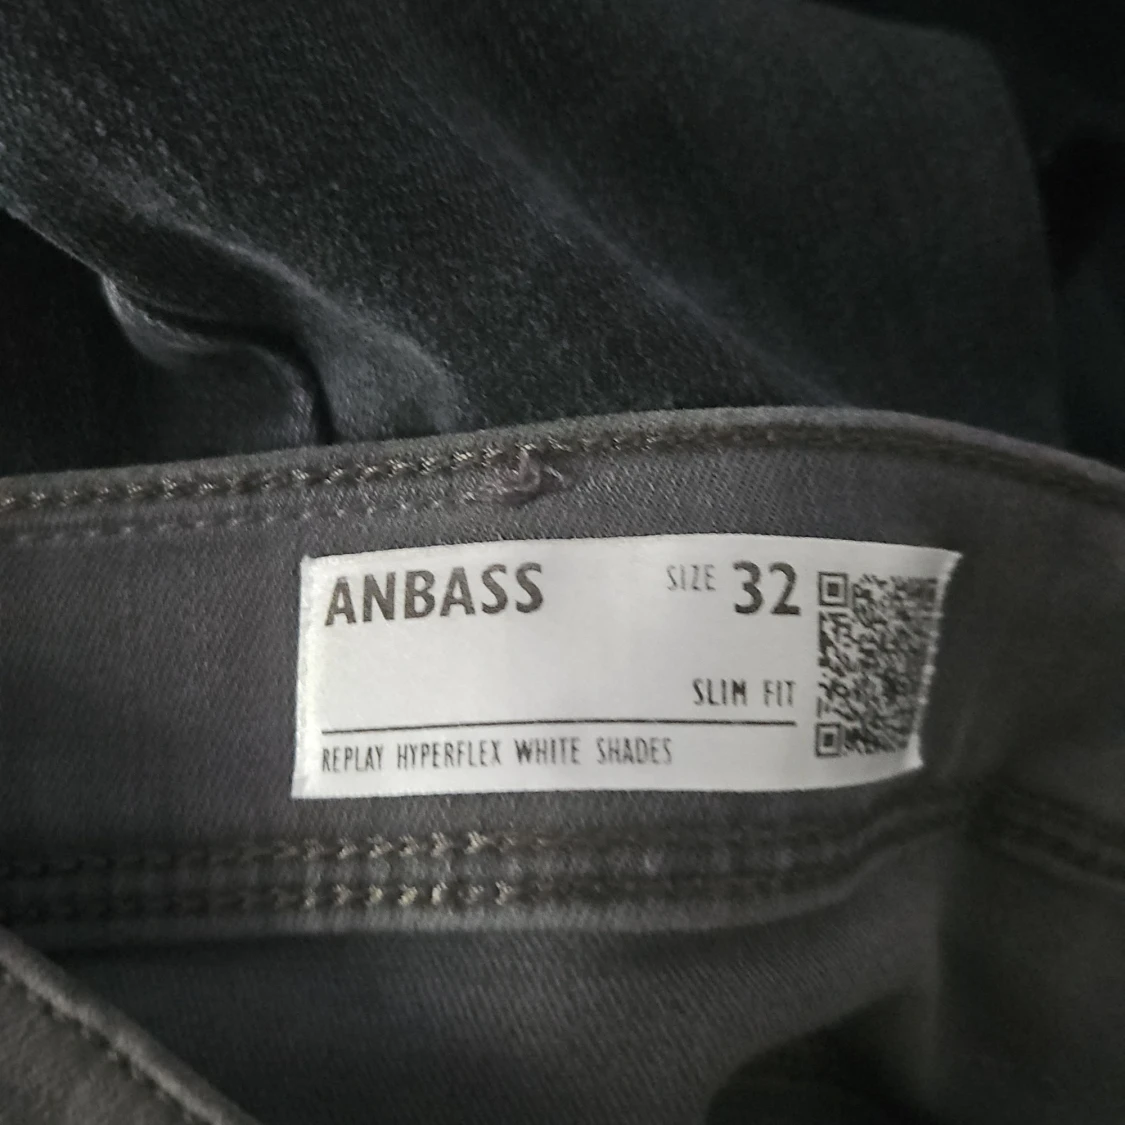 ANBASS SIZE 32
SLIM FIT
REPLAY HYPERFLEX WHITE SHADES